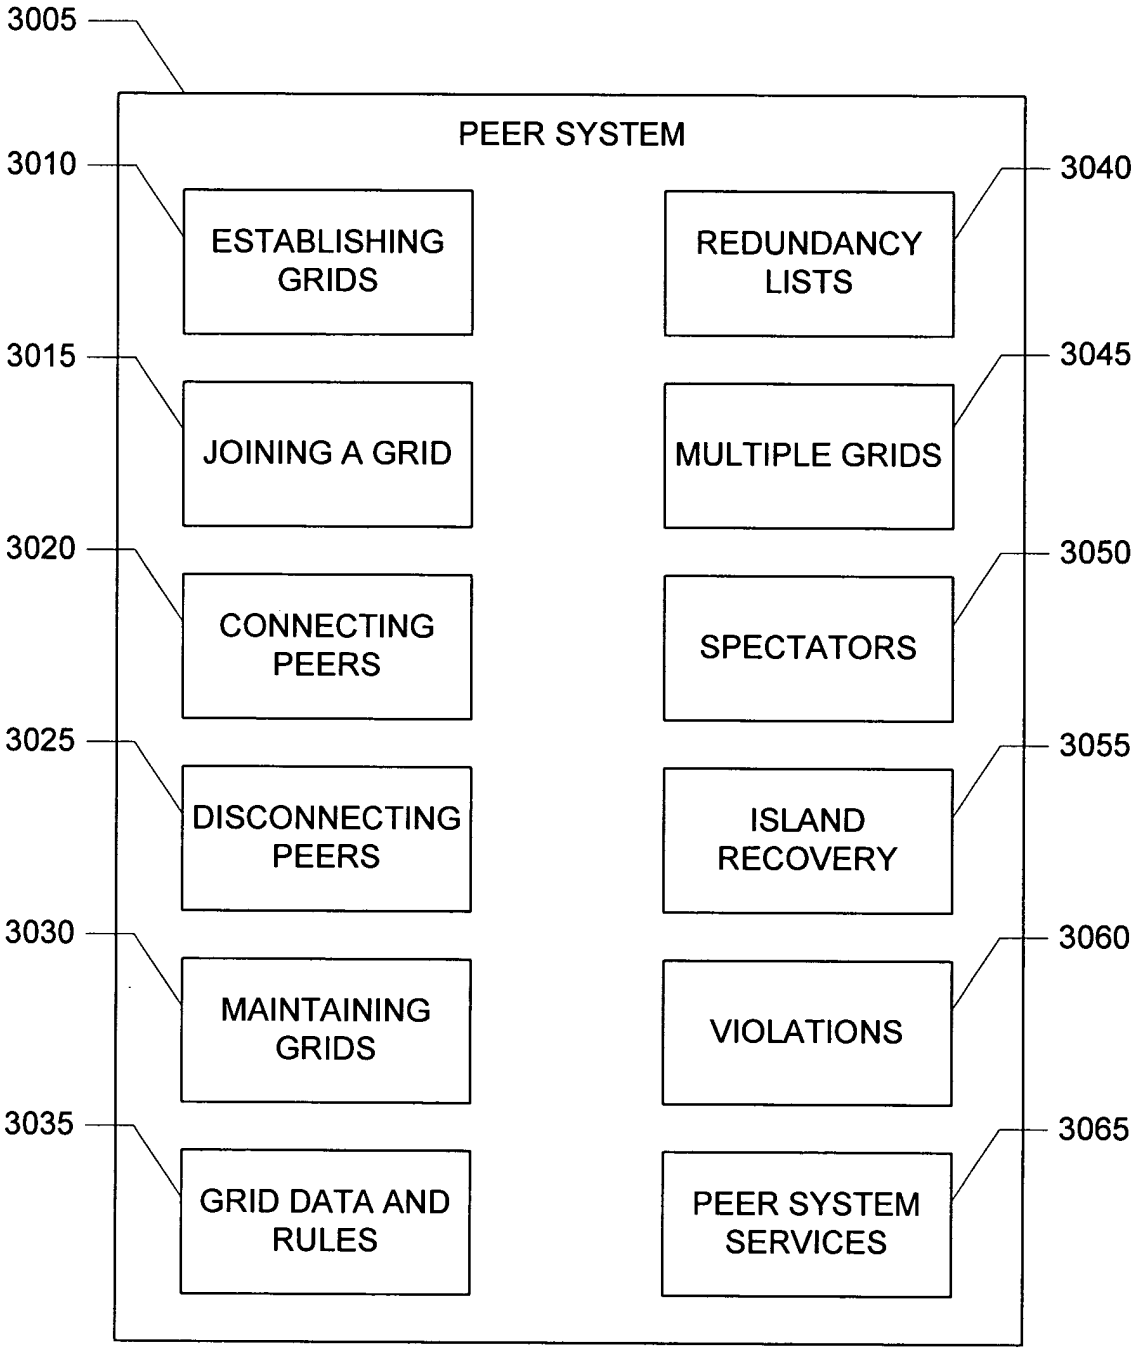 3005
PEER SYSTEM
3010
ESTABLISHING
GRIDS
3015
JOINING A GRID
3020
CONNECTING
PEERS
3025
DISCONNECTING
PEERS
3030
MAINTAINING
GRIDS
3035
GRID DATA AND
RULES
3040
REDUNDANCY
LISTS
3045
MULTIPLE GRIDS
3050
SPECTATORS
3055
ISLAND
RECOVERY
3060
VIOLATIONS
3065
PEER SYSTEM
SERVICES